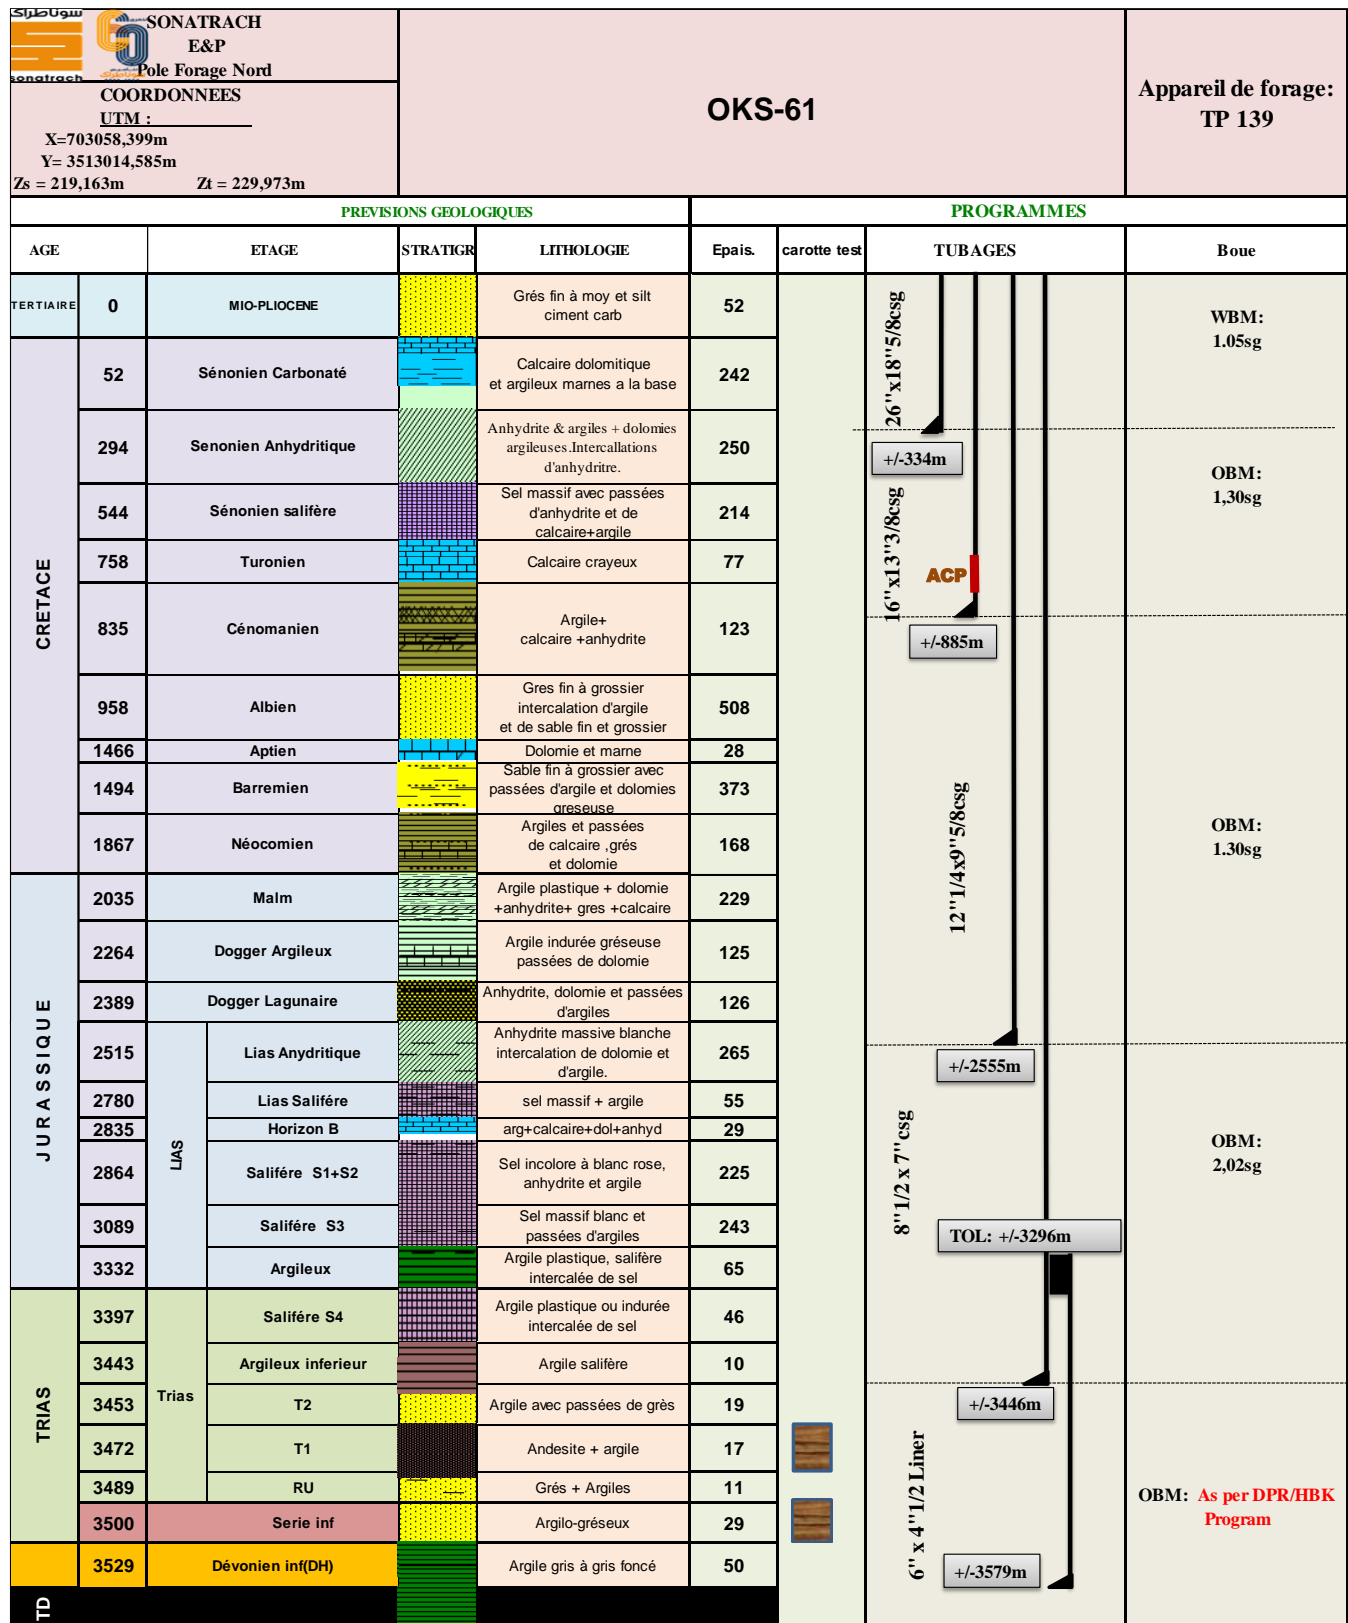 سوناطراك
sonatrach
SONATRACH
E&P
Pole Forage Nord
COORDONNEES
UTM :
X=703058,399m
Y= 3513014,585m
Zs = 219,163m Zt = 229,973m
OKS-61
Appareil de forage:
TP 139
PREVISIONS GEOLOGIQUES
PROGRAMMES
AGE
ETAGE
STRATIGR
LITHOLOGIE
Epais.
carotte test
TUBAGES
Boue
TERTIAIRE
0
MIO-PLIOCENE
Grés fin à moy et silt
ciment carb
52
CRETACE
52
Sénonien Carbonaté
Calcaire dolomitique
et argileux marnes a la base
242
294
Senonien Anhydritique
Anhydrite & argiles + dolomies
argileuses.Intercallations
d'anhydritre.
250
544
Sénonien salifère
Sel massif avec passées
d'anhydrite et de
calcaire+argile
214
758
Turonien
Calcaire crayeux
77
835
Cénomanien
Argile+
calcaire +anhydrite
123
958
Albien
Gres fin à grossier
intercalation d'argile
et de sable fin et grossier
508
1466
Aptien
Dolomie et marne
28
1494
Barremien
Sable fin à grossier avec
passées d'argile et dolomies
greseuse
373
1867
Néocomien
Argiles et passées
de calcaire ,grés
et dolomie
168
JURASSIQUE
2035
Malm
Argile plastique + dolomie
+anhydrite+ gres +calcaire
229
2264
Dogger Argileux
Argile indurée gréseuse
passées de dolomie
125
2389
Dogger Lagunaire
Anhydrite, dolomie et passées
d'argiles
126
LIAS
2515
Lias Anydritique
Anhydrite massive blanche
intercalation de dolomie et
d'argile.
265
2780
Lias Salifére
sel massif + argile
55
2835
Horizon B
arg+calcaire+dol+anhyd
29
2864
Salifére S1+S2
Sel incolore à blanc rose,
anhydrite et argile
225
3089
Salifére S3
Sel massif blanc et
passées d'argiles
243
3332
Argileux
Argile plastique, salifère
intercalée de sel
65
TRIAS
Trias
3397
Salifére S4
Argile plastique ou indurée
intercalée de sel
46
3443
Argileux inferieur
Argile salifère
10
3453
T2
Argile avec passées de grès
19
3472
T1
Andesite + argile
17
3489
RU
Grés + Argiles
11
3500
Serie inf
Argilo-gréseux
29
3529
Dévonien inf(DH)
Argile gris à gris foncé
50
TD
26"x18"5/8csg
+/-334m
16"x13"3/8csg
ACP
+/-885m
12"1/4x9"5/8csg
+/-2555m
8"1/2 x 7"csg
TOL: +/-3296m
+/-3446m
6" x 4"1/2 Liner
+/-3579m
WBM:
1.05sg
OBM:
1,30sg
OBM:
1.30sg
OBM:
2,02sg
OBM: As per DPR/HBK
Program